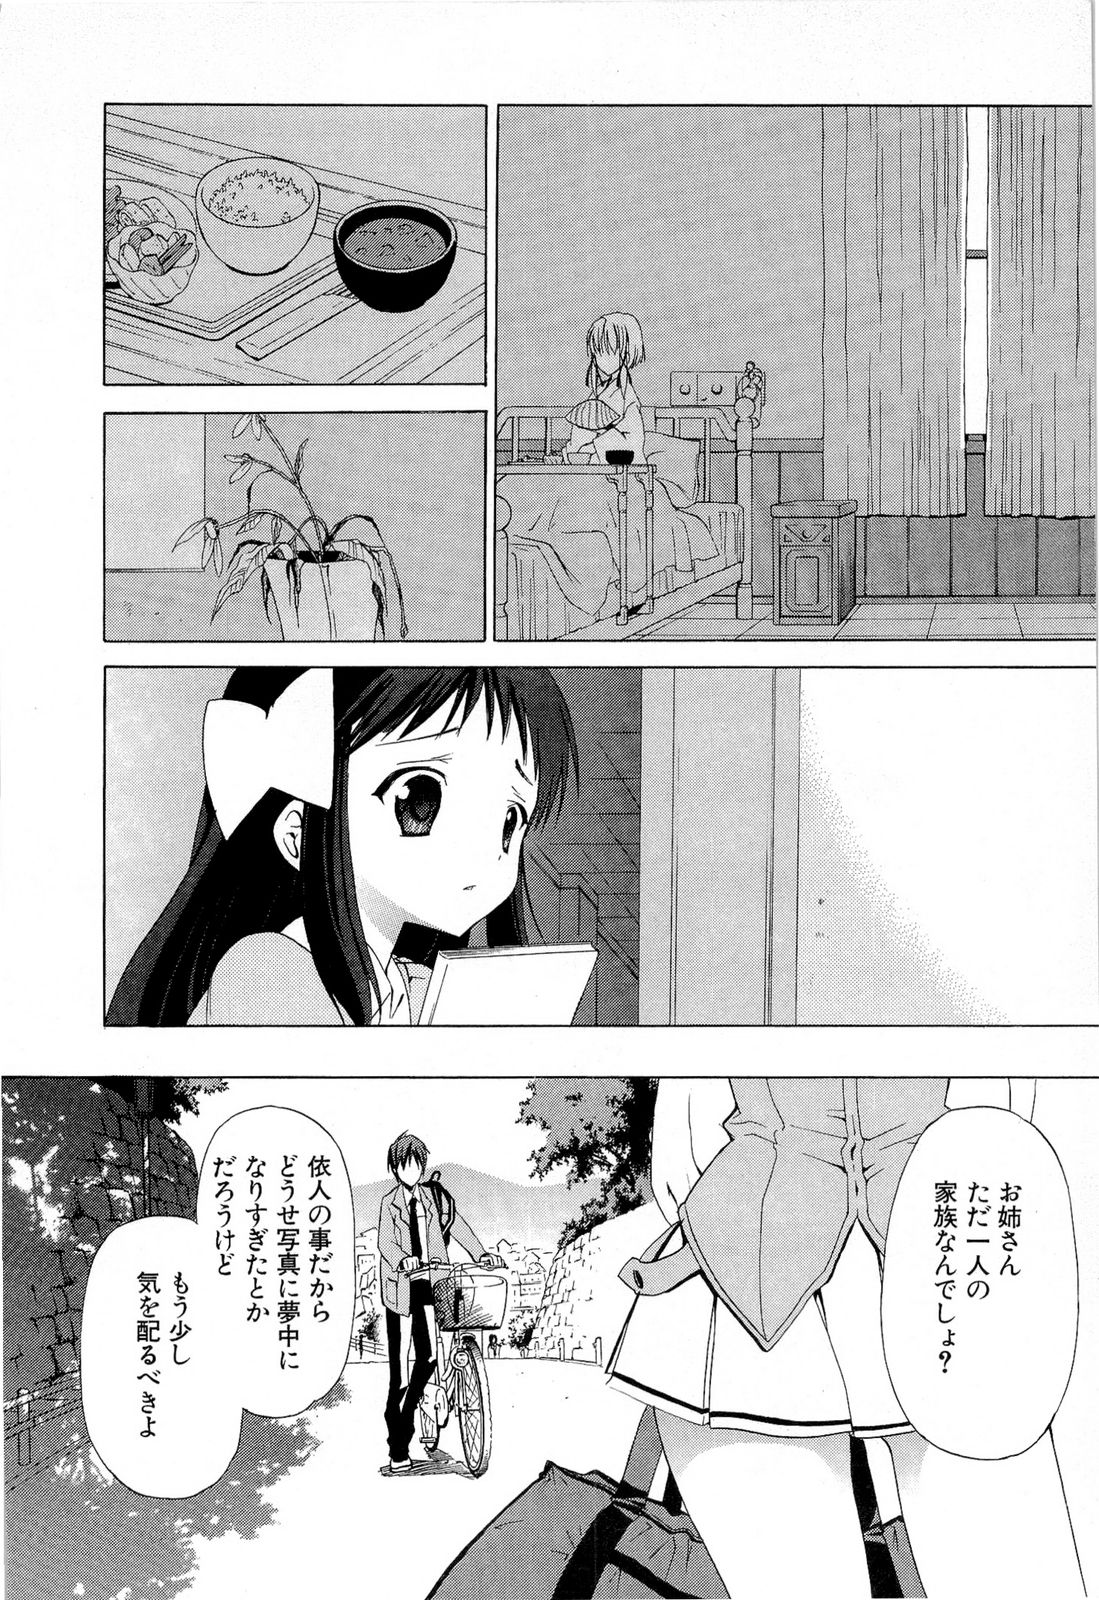 お姉さん
ただ一人の
家族なんでしょ？
依人の事だから
どうせ写真に夢中に
なりすぎたとか
だろうけど
もう少し
気を配るべきよ